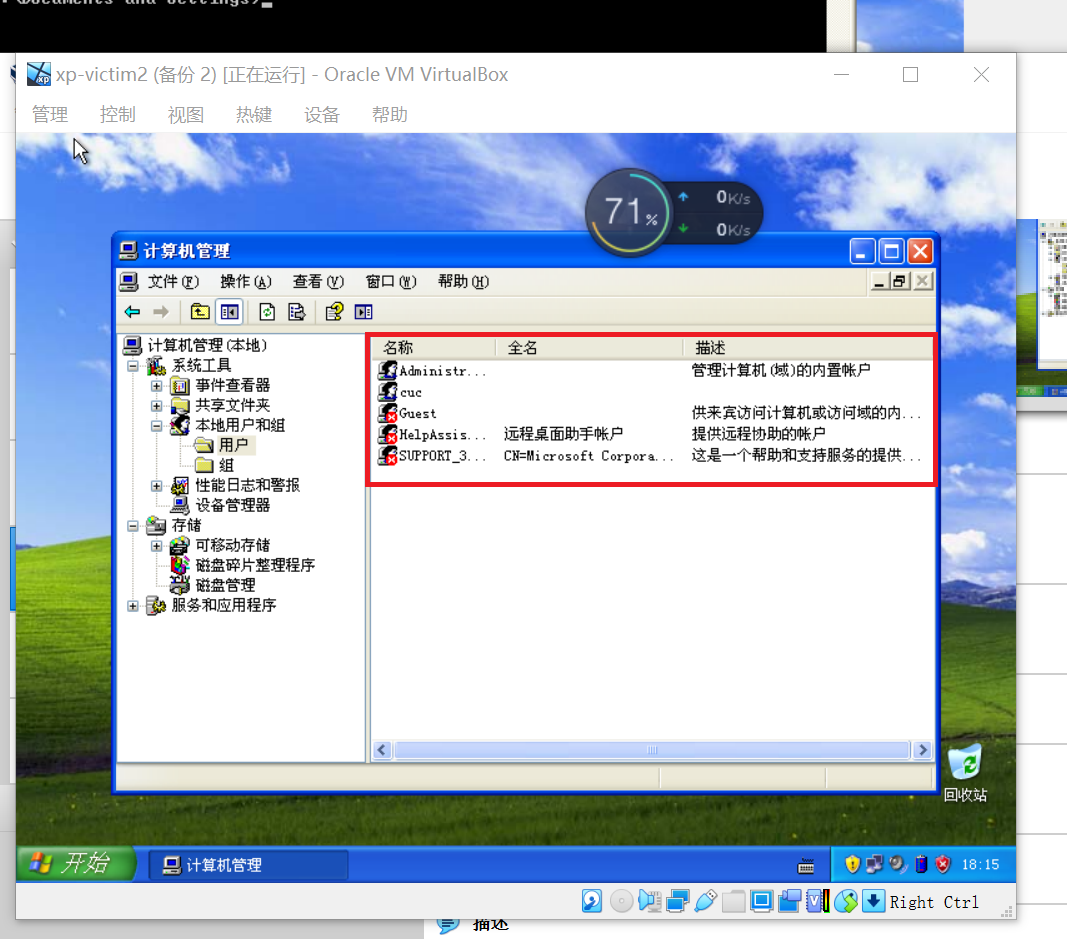 xp-victim2 (备份 2) [正在运行] - Oracle VM VirtualBox
管理 控制 视图 热键 设备 帮助
71%
0K/s
0K/s
计算机管理
文件(F) 操作(A) 查看(V) 窗口(W) 帮助(H)
计算机管理(本地)
系统工具
事件查看器
共享文件夹
本地用户和组
用户
组
性能日志和警报
设备管理器
存储
可移动存储
磁盘碎片整理程序
磁盘管理
服务和应用程序
名称 全名 描述
Administr... 管理计算机(域)的内置帐户
cuc
Guest 供来宾访问计算机或访问域的内...
HelpAssis... 远程桌面助手帐户 提供远程协助的帐户
SUPPORT_3... CN=Microsoft Corpora... 这是一个帮助和支持服务的提供...
回收站
开始 计算机管理 18:15
Right Ctrl
描述